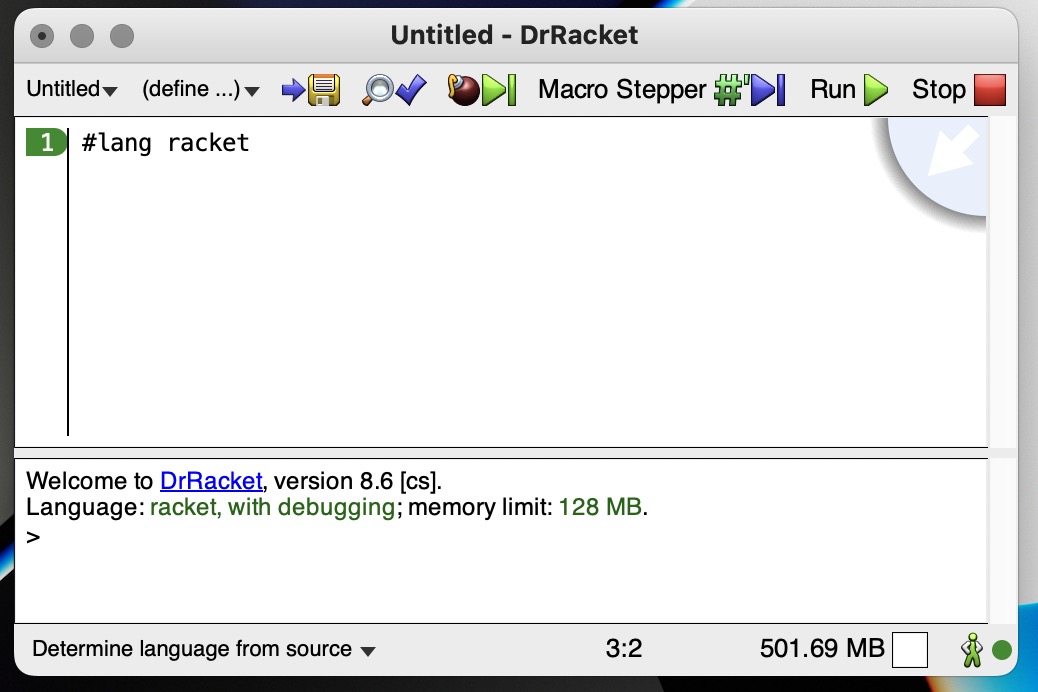 Untitled - DrRacket
Untitled (define ...) Macro Stepper #' Run Stop
1 #lang racket
Welcome to DrRacket, version 8.6 [cs].
Language: racket, with debugging; memory limit: 128 MB.
>
Determine language from source 3:2 501.69 MB